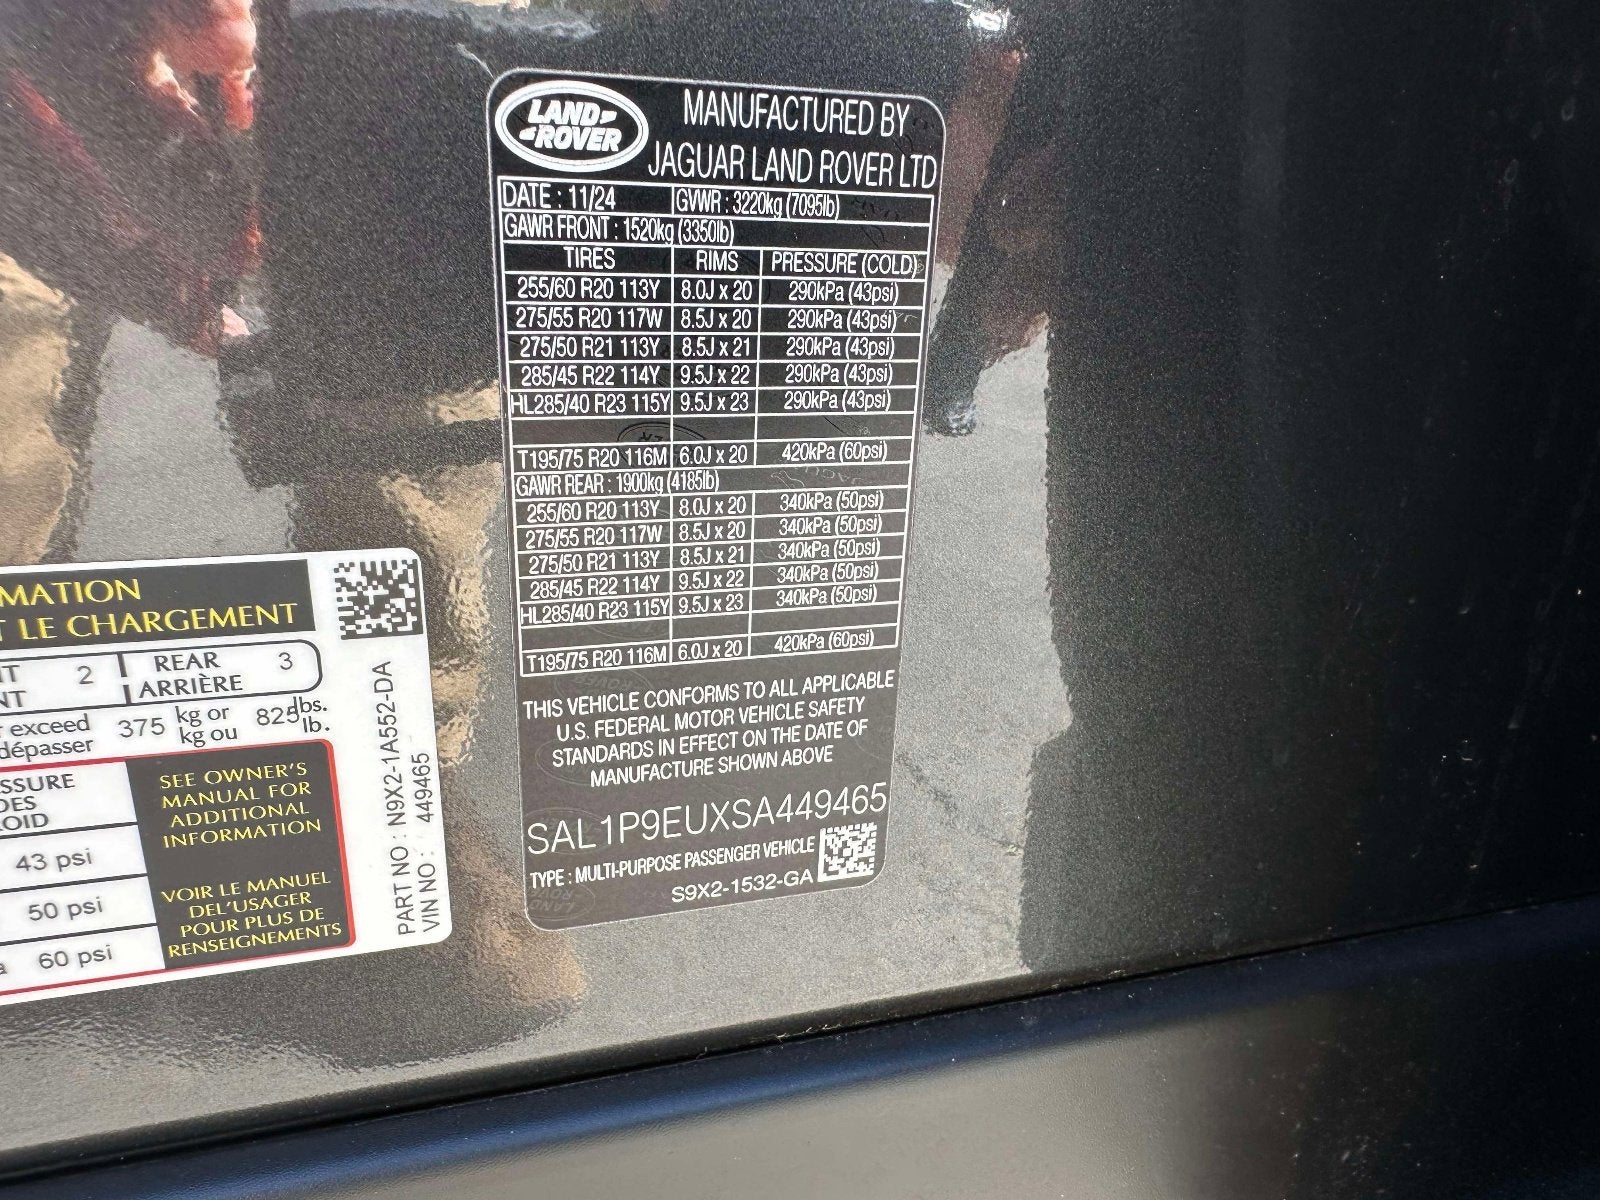 LAND
ROVER
MANUFACTURED BY
JAGUAR LAND ROVER LTD
DATE : 11/24 GVWR : 3220kg (7095lb)
GAWR FRONT : 1520kg (3350lb)
TIRES RIMS PRESSURE (COLD)
255/60 R20 113Y 8.0J x 20 290kPa (43psi)
275/55 R20 117W 8.5J x 20 290kPa (43psi)
275/50 R21 113Y 8.5J x 21 290kPa (43psi)
285/45 R22 114Y 9.5J x 22 290kPa (43psi)
HL285/40 R23 115Y 9.5J x 23 290kPa (43psi)
T195/75 R20 116M 6.0J x 20 420kPa (60psi)
GAWR REAR : 1900kg (4185lb)
255/60 R20 113Y 8.0J x 20 340kPa (50psi)
275/55 R20 117W 8.5J x 20 340kPa (50psi)
275/50 R21 113Y 8.5J x 21 340kPa (50psi)
285/45 R22 114Y 9.5J x 22 340kPa (50psi)
HL285/40 R23 115Y 9.5J x 23 340kPa (50psi)
T195/75 R20 116M 6.0J x 20 420kPa (60psi)
THIS VEHICLE CONFORMS TO ALL APPLICABLE
U.S. FEDERAL MOTOR VEHICLE SAFETY
STANDARDS IN EFFECT ON THE DATE OF
MANUFACTURE SHOWN ABOVE
SAL1P9EUXSA449465
TYPE : MULTI-PURPOSE PASSENGER VEHICLE
S9X2-1532-GA
MATION
T LE CHARGEMENT
NT 2 REAR 3
NT ARRIÈRE
r exceed 375 kg or 825 lbs.
dépasser kg ou lb.
SSURE
DES
OID
43 psi
50 psi
a 60 psi
SEE OWNER'S
MANUAL FOR
ADDITIONAL
INFORMATION
VOIR LE MANUEL
DEL'USAGER
POUR PLUS DE
RENSEIGNEMENTS
PART NO : N9X2-1A552-DA
VIN NO : 449465